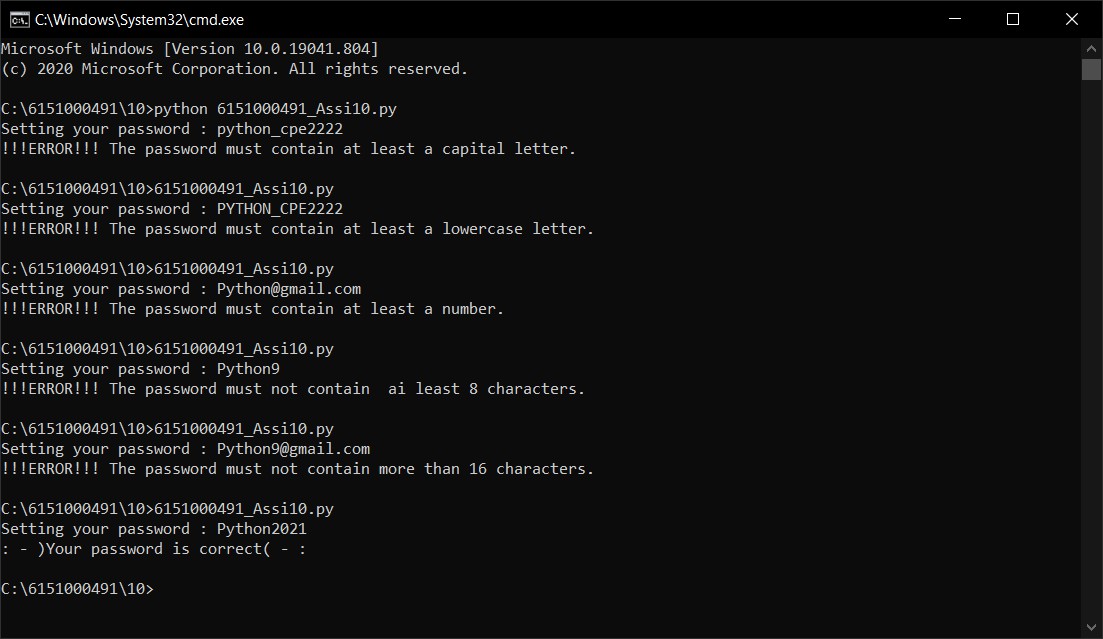 C:\Windows\System32\cmd.exe
Microsoft Windows [Version 10.0.19041.804]
(c) 2020 Microsoft Corporation. All rights reserved.
C:\6151000491\10>python 6151000491_Assi10.py
Setting your password : python_cpe2222
!!!ERROR!!! The password must contain at least a capital letter.
C:\6151000491\10>6151000491_Assi10.py
Setting your password : PYTHON_CPE2222
!!!ERROR!!! The password must contain at least a lowercase letter.
C:\6151000491\10>6151000491_Assi10.py
Setting your password : Python@gmail.com
!!!ERROR!!! The password must contain at least a number.
C:\6151000491\10>6151000491_Assi10.py
Setting your password : Python9
!!!ERROR!!! The password must not contain  ai least 8 characters.
C:\6151000491\10>6151000491_Assi10.py
Setting your password : Python9@gmail.com
!!!ERROR!!! The password must not contain more than 16 characters.
C:\6151000491\10>6151000491_Assi10.py
Setting your password : Python2021
: - )Your password is correct( - :
C:\6151000491\10>